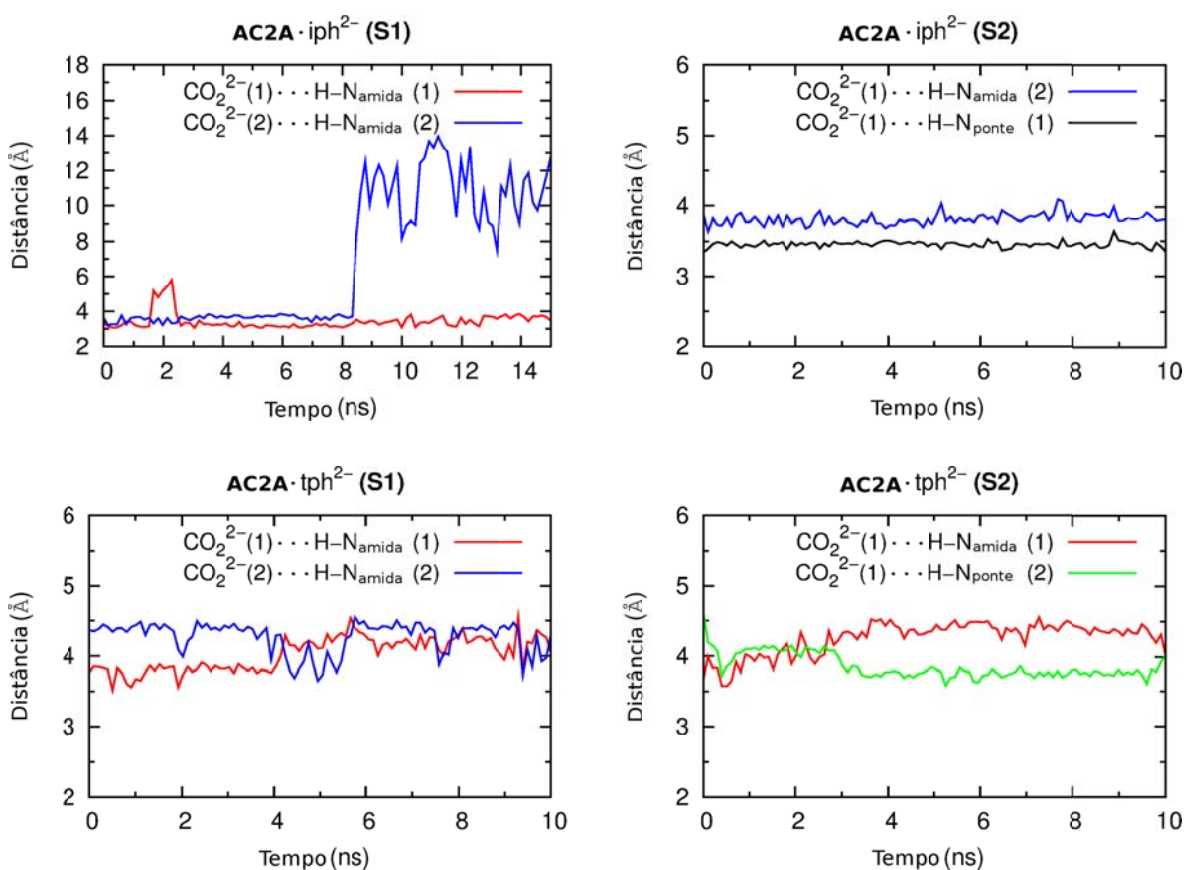 AC2A·iph²⁻ (S1)
18
16
14
12
10
8
6
4
2
Distância (Å)
CO₂²⁻(1)···H–Namida (1)
CO₂²⁻(2)···H–Namida (2)
0 2 4 6 8 10 12 14
Tempo (ns)
AC2A·iph²⁻ (S2)
6
5
4
3
2
Distância (Å)
CO₂²⁻(1)···H–Namida (2)
CO₂²⁻(1)···H–Nponte (1)
0 2 4 6 8 10
Tempo (ns)
AC2A·tph²⁻ (S1)
6
5
4
3
2
Distância (Å)
CO₂²⁻(1)···H–Namida (1)
CO₂²⁻(2)···H–Namida (2)
0 2 4 6 8 10
Tempo (ns)
AC2A·tph²⁻ (S2)
6
5
4
3
2
Distância (Å)
CO₂²⁻(1)···H–Namida (1)
CO₂²⁻(1)···H–Nponte (2)
0 2 4 6 8 10
Tempo (ns)